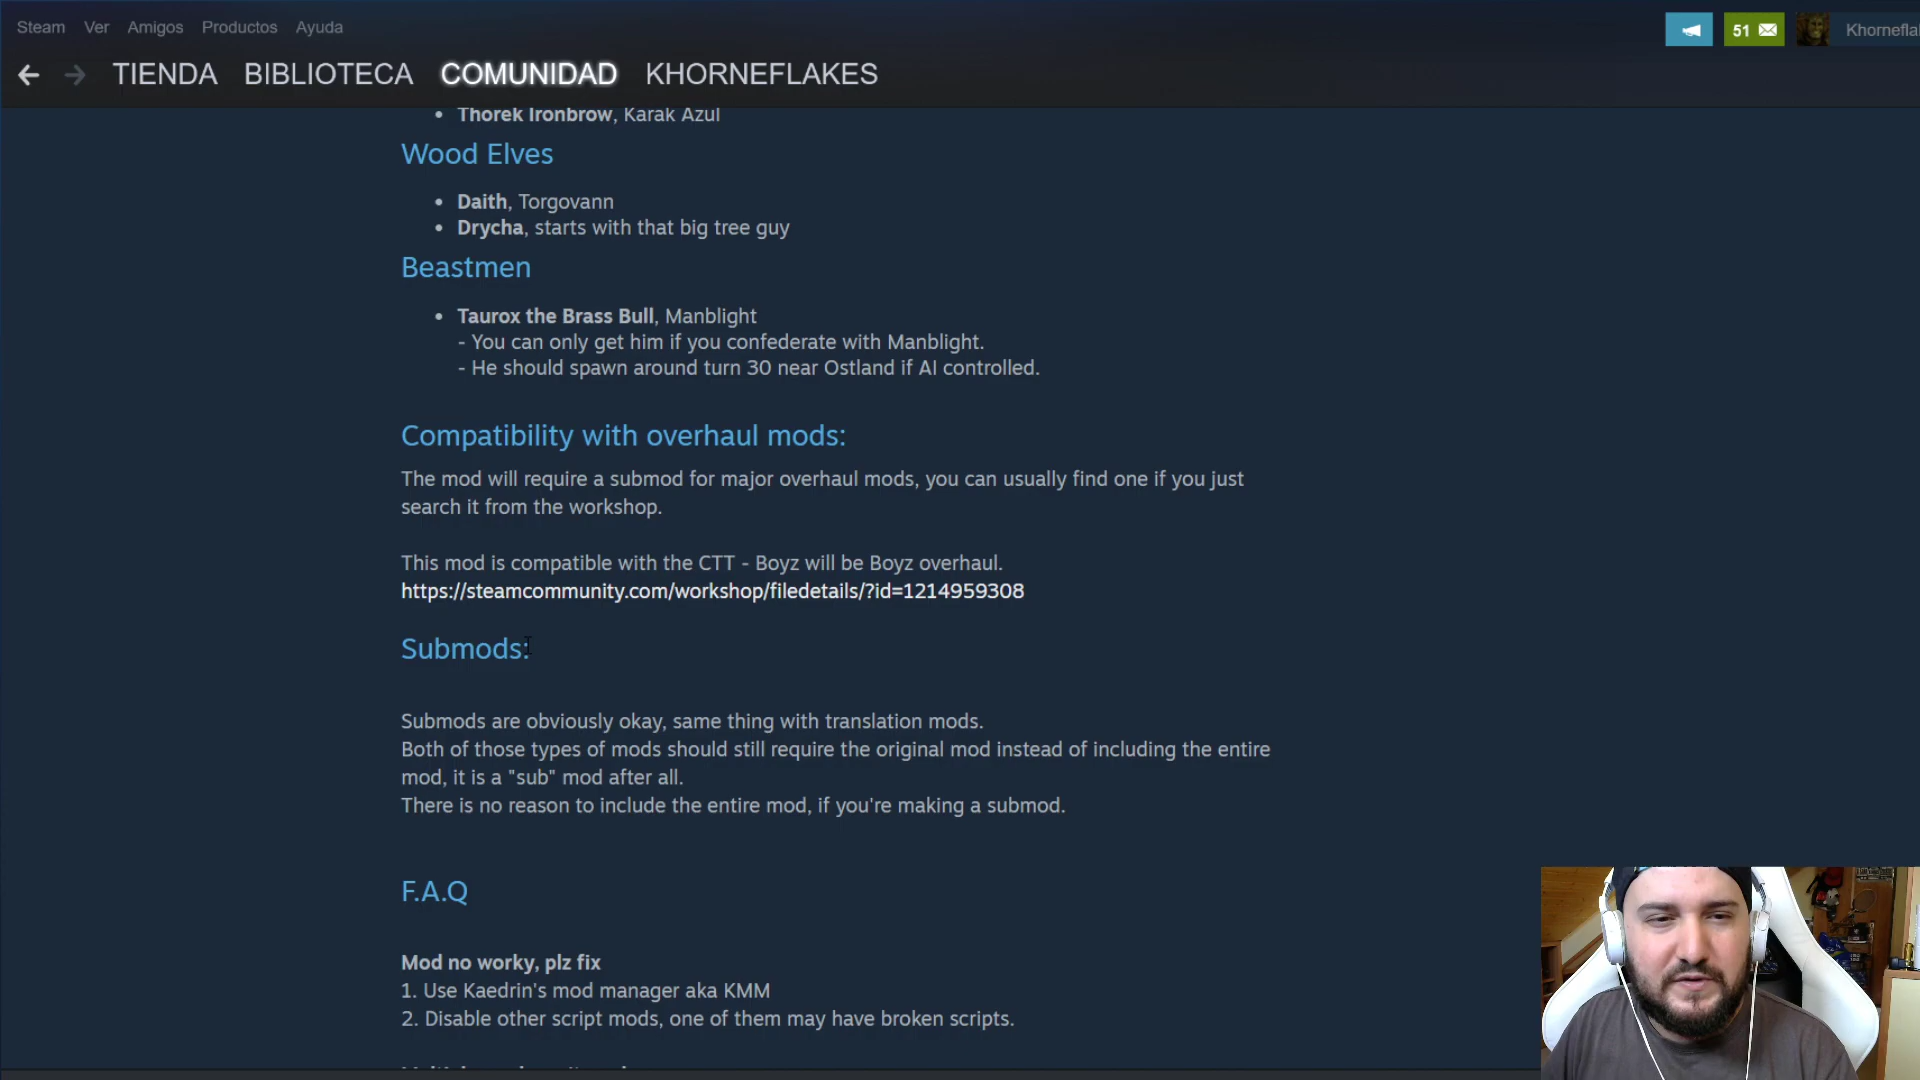 Steam Ver Amigos Productos Ayuda
51
TIENDA BIBLIOTECA COMUNIDAD KHORNEFLAKES
• Thorek Ironbrow, Karak Azul
Wood Elves
• Daith, Torgovann
• Drycha, starts with that big tree guy
Beastmen
• Taurox the Brass Bull, Manblight
- You can only get him if you confederate with Manblight.
- He should spawn around turn 30 near Ostland if AI controlled.
Compatibility with overhaul mods:
The mod will require a submod for major overhaul mods, you can usually find one if you just
search it from the workshop.
This mod is compatible with the CTT - Boyz will be Boyz overhaul.
https://steamcommunity.com/workshop/filedetails/?id=1214959308
Submods:
Submods are obviously okay, same thing with translation mods.
Both of those types of mods should still require the original mod instead of including the entire
mod, it is a "sub" mod after all.
There is no reason to include the entire mod, if you're making a submod.
F.A.Q
Mod no worky, plz fix
1. Use Kaedrin's mod manager aka KMM
2. Disable other script mods, one of them may have broken scripts.